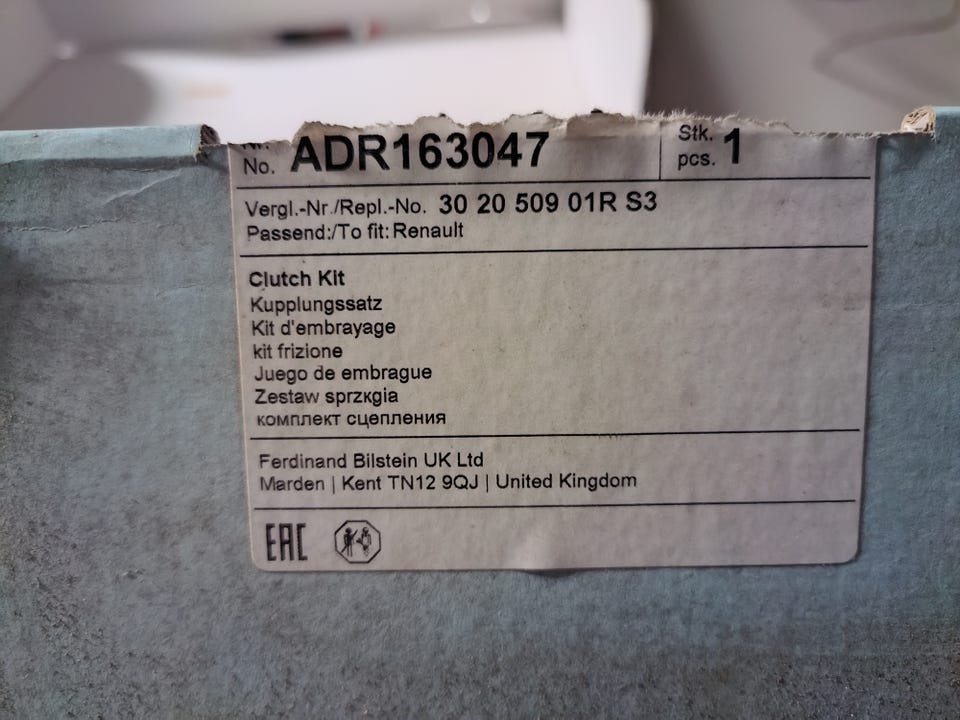 No. ADR163047 Stk. pcs. 1
Vergl.-Nr./Repl.-No. 30 20 509 01R S3
Passend:/To fit: Renault
Clutch Kit
Kupplungssatz
Kit d'embrayage
kit frizione
Juego de embrague
Zestaw sprzкgia
комплект сцепления
Ferdinand Bilstein UK Ltd
Marden | Kent TN12 9QJ | United Kingdom
EAC